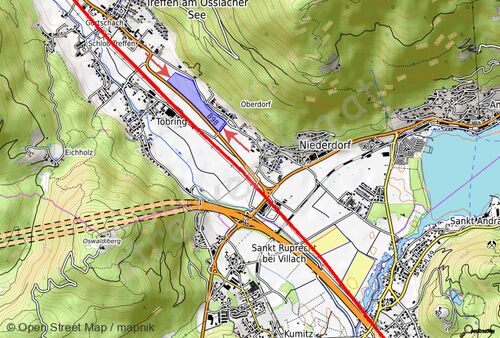 Treffen am Ossiacher
See
Görtschach
Schloß Treffen
Oberdorf
Töbring
Niederdorf
Eichholz
Oswaldiberg
Sankt Andrä
Sankt Ruprecht
bei Villach
Kumitz
© Open Street Map / mapnik